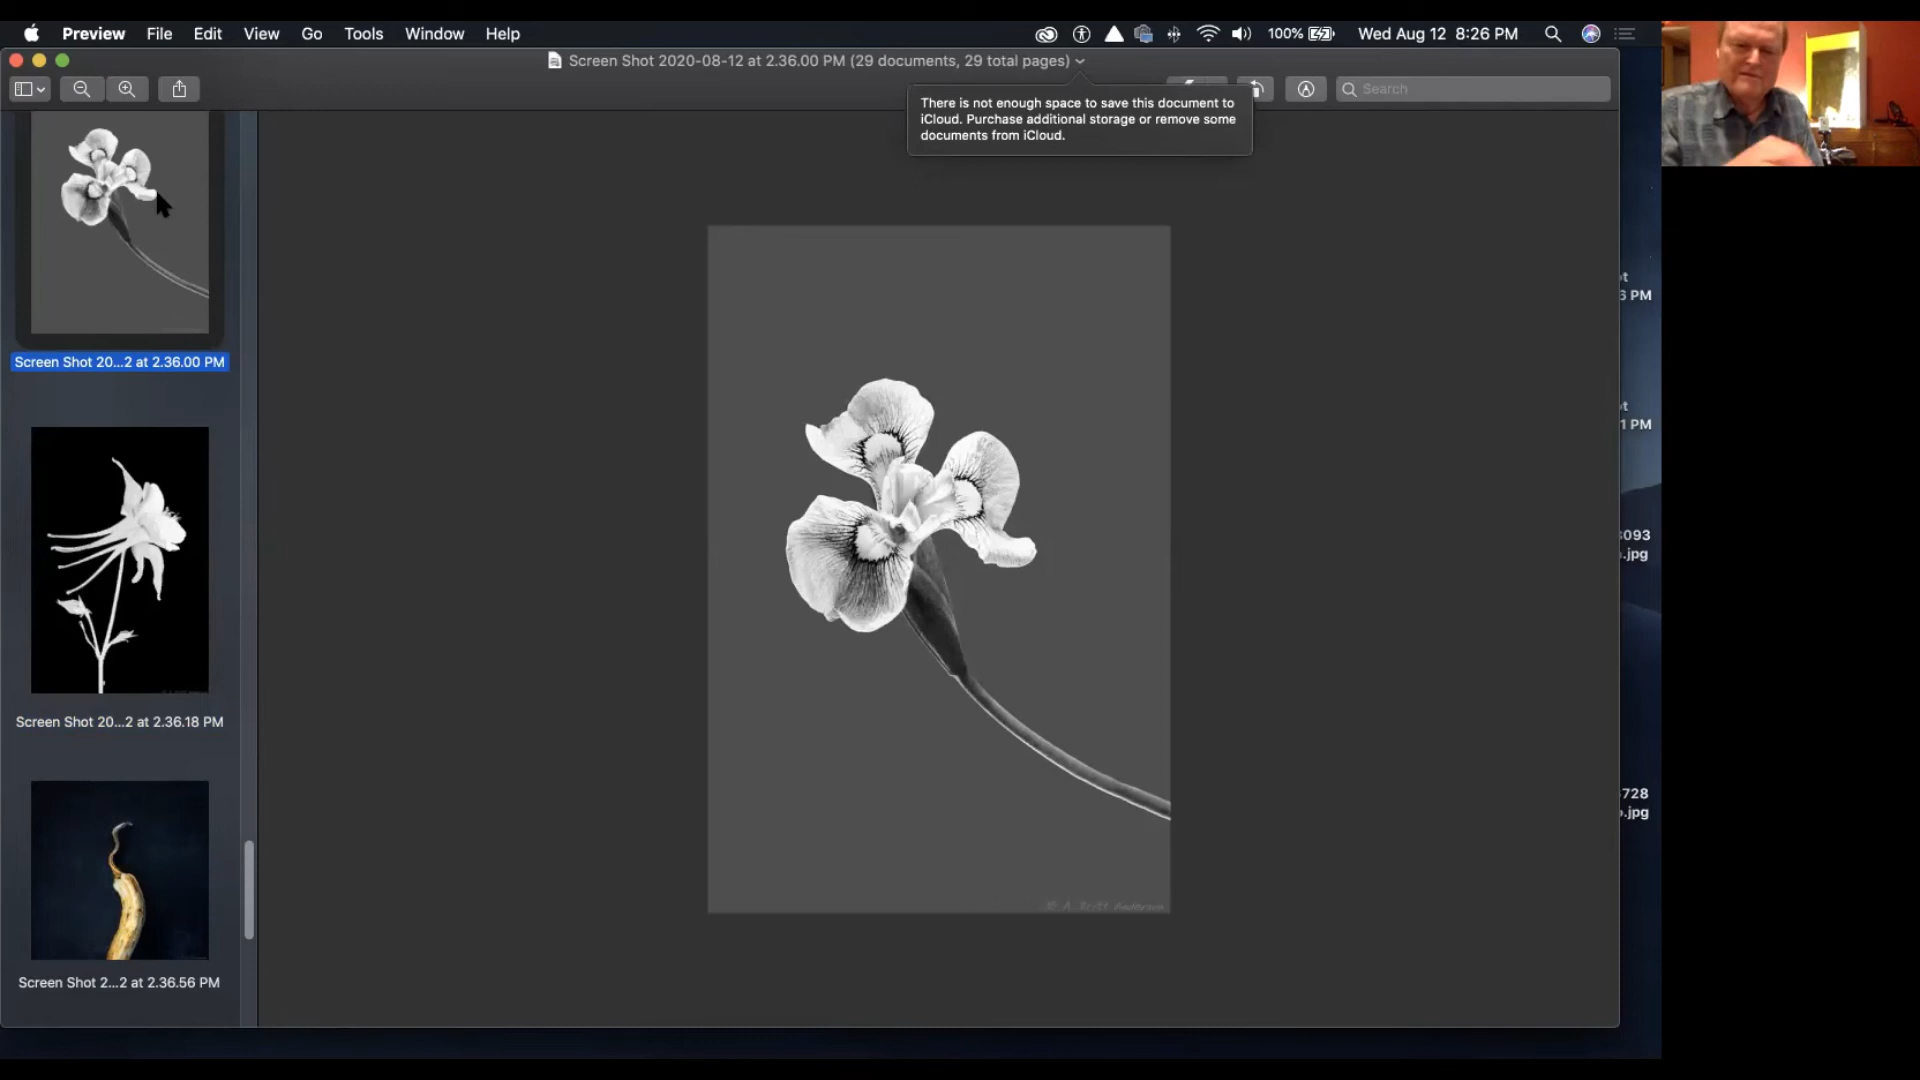 Preview File Edit View Go Tools Window Help
100% Wed Aug 12 8:26 PM
Screen Shot 2020-08-12 at 2.36.00 PM (29 documents, 29 total pages)
Search
There is not enough space to save this document to
iCloud. Purchase additional storage or remove some
documents from iCloud.
Screen Shot 20...2 at 2.36.00 PM
Screen Shot 20...2 at 2.36.18 PM
Screen Shot 2...2 at 2.36.56 PM
PM
1 PM
.jpg
728
.jpg